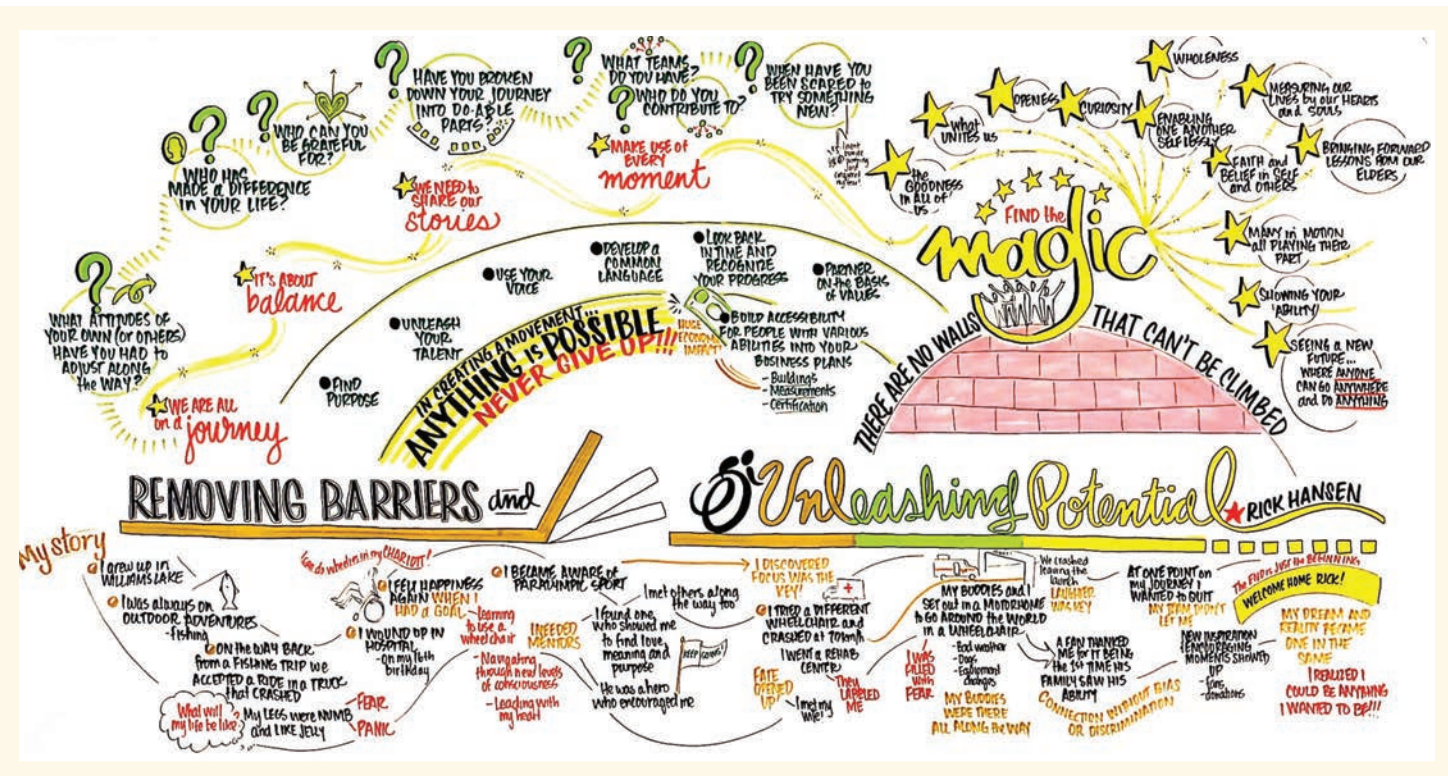 WHAT ATTITUDES OF
YOUR OWN (OR OTHERS)
HAVE YOU HAD TO
ADJUST ALONG
the WAY?
WHO HAS
MADE a DIFFERENCE
IN YOUR LIFE?
WHO CAN YOU
BE GRATEFUL
FOR?
HAVE YOU BROKEN
DOWN YOUR JOURNEY
INTO DO-ABLE
PARTS?
WHAT TEAMS
DO YOU HAVE?
WHO DO YOU
CONTRIBUTE TO?
WHEN HAVE YOU
BEEN SCARED to
TRY SOMETHING
NEW?
WE ARE ALL
on a
journey
IT'S ABOUT
balance
WE NEED to
SHARE our
stories
MAKE USE OF
EVERY
moment
FIND
PURPOSE
UNLEASH
YOUR
TALENT
USE YOUR
VOICE
DEVELOP a
COMMON
LANGUAGE
LOOK BACK
IN TIME AND
RECOGNIZE
YOUR PROGRESS
PARTNER
ON the BASIS
OF VALUES
BUILD ACCESSIBILITY
FOR PEOPLE WITH VARIOUS
ABILITIES INTO YOUR
BUSINESS PLANS
- Buildings
- Measurements
- Certification
HUGE
ECONOMIC
IMPACT!
IN CREATING A MOVEMENT...
ANYTHING is POSSIBLE
NEVER GIVE UP!!!
FIND the
magic
THERE ARE NO WALLS
THAT CAN'T BE CLIMBED
the
GOODNESS
IN ALL OF
US
What
UNITES us
OPENESS
CURIOSITY
WHOLENESS
ENABLING
ONE ANOTHER
SELFLESSLY
MEASURING OUR
LIVES by OUR HEARTS
and SOULS
FAITH and
BELIEF in SELF
and OTHERS
BRINGING FORWARD
LESSONS FROM OUR
ELDERS
MANY in MOTION
all PLAYING THEIR
PART
SHOWING YOUR
'ABILITY'
SEEING a NEW
FUTURE...
WHERE ANYONE
CAN GO ANYWHERE
and DO ANYTHING
REMOVING BARRIERS and
Unleashing Potential
RICK HANSEN
My story
I grew up in
WILLIAMS LAKE
I was always on
OUTDOOR ADVENTURES
- fishing
ON the WAY BACK
from a FISHING TRIP we
ACCEPTED a RIDE in a TRUCK
that CRASHED
My LEGS were NUMB
and LIKE JELLY
What will
my life be like?
FEAR
PANIC
I WOUND UP IN
HOSPITAL
- on my 16th
birthday
I can do wheelies in my CHARIOT!
I FELT HAPPINESS
AGAIN WHEN I
HAD a GOAL
- Learning
to use a
wheelchair
- Navigating
through new levels
of consciousness
- Leading with
my heart
I BECAME AWARE OF
PARALYMPIC SPORT
I NEEDED
MENTORS
I found one,
who showed me
to find love,
meaning and
purpose
He was a hero
who encouraged me
I met others along
the way too
KEEP GOING!
I DISCOVERED
FOCUS WAS the
KEY!
I TRIED a DIFFERENT
WHEELCHAIR and
CRASHED at 70km/h
I WENT a REHAB
CENTER
They
LABELLED
ME
FATE
OPENED
UP!
I met my
wife!
MY BUDDIES and I
SET out in a MOTORHOME
to GO AROUND the WORLD
IN a WHEELCHAIR
- Bad weather
- Dogs
- Equipment
changes
I WAS
FILLED
with
FEAR
MY BUDDIES
WERE THERE
ALL ALONG the WAY
We crashed
leaving the
launch
LAUGHTER
WAS KEY
A FAN THANKED
ME for IT BEING
the 1ST TIME HIS
FAMILY SAW HIS
ABILITY
CONNECTION WITHOUT BIAS
OR DISCRIMINATION
AT ONE POINT on
my JOURNEY I
WANTED to QUIT
MY TEAM DIDN'T
LET ME
NEW INSPIRATION
& ENCOURAGING
MOMENTS SHOWED
UP
- fans
- donations
The END is JUST the BEGINNING
WELCOME HOME RICK!
MY DREAM AND
REALITY BECAME
ONE IN THE
SAME
I REALIZED I
COULD BE ANYTHING
I WANTED to BE!!!